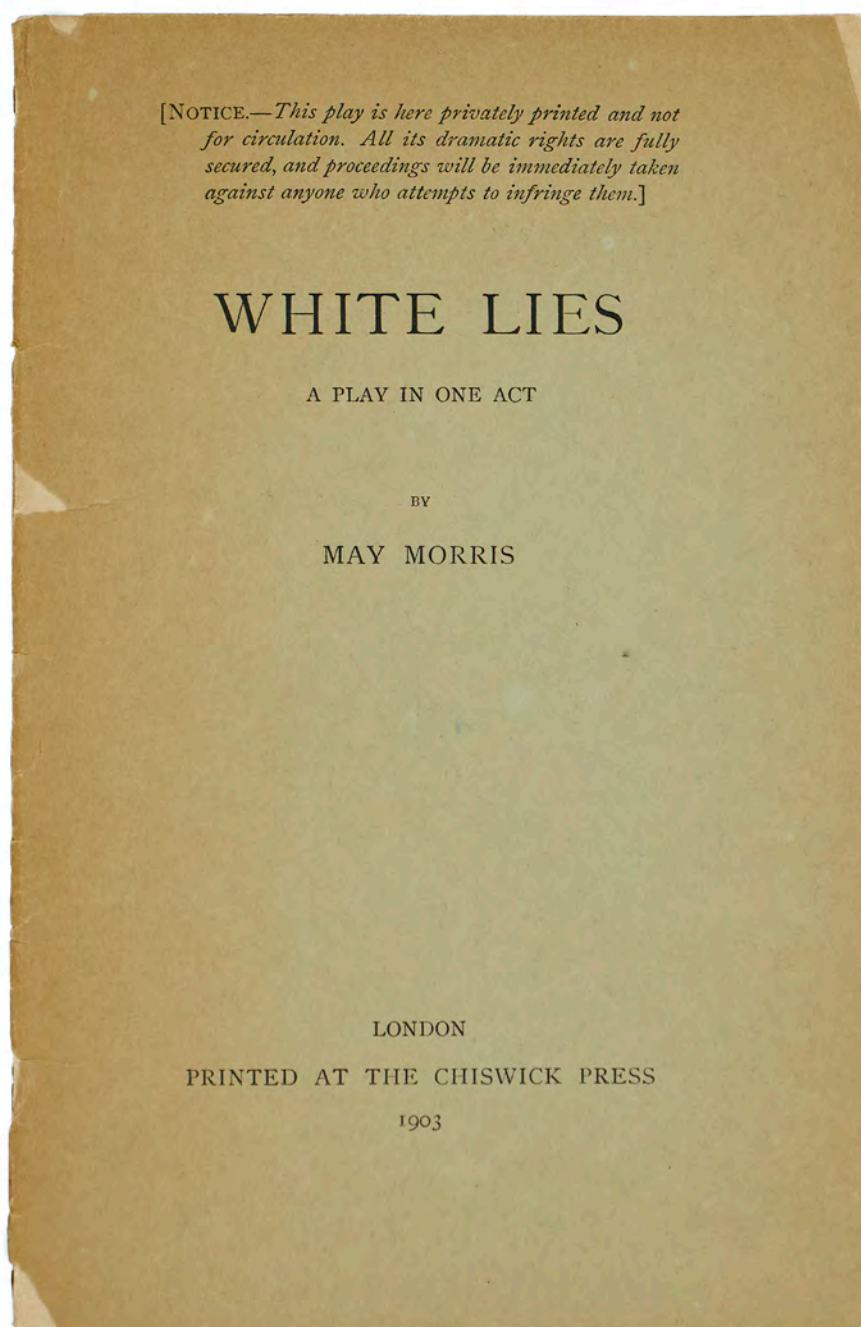 [NOTICE.—This play is here privately printed and not
for circulation. All its dramatic rights are fully
secured, and proceedings will be immediately taken
against anyone who attempts to infringe them.]
WHITE LIES
A PLAY IN ONE ACT
BY
MAY MORRIS
LONDON
PRINTED AT THE CHISWICK PRESS
1903